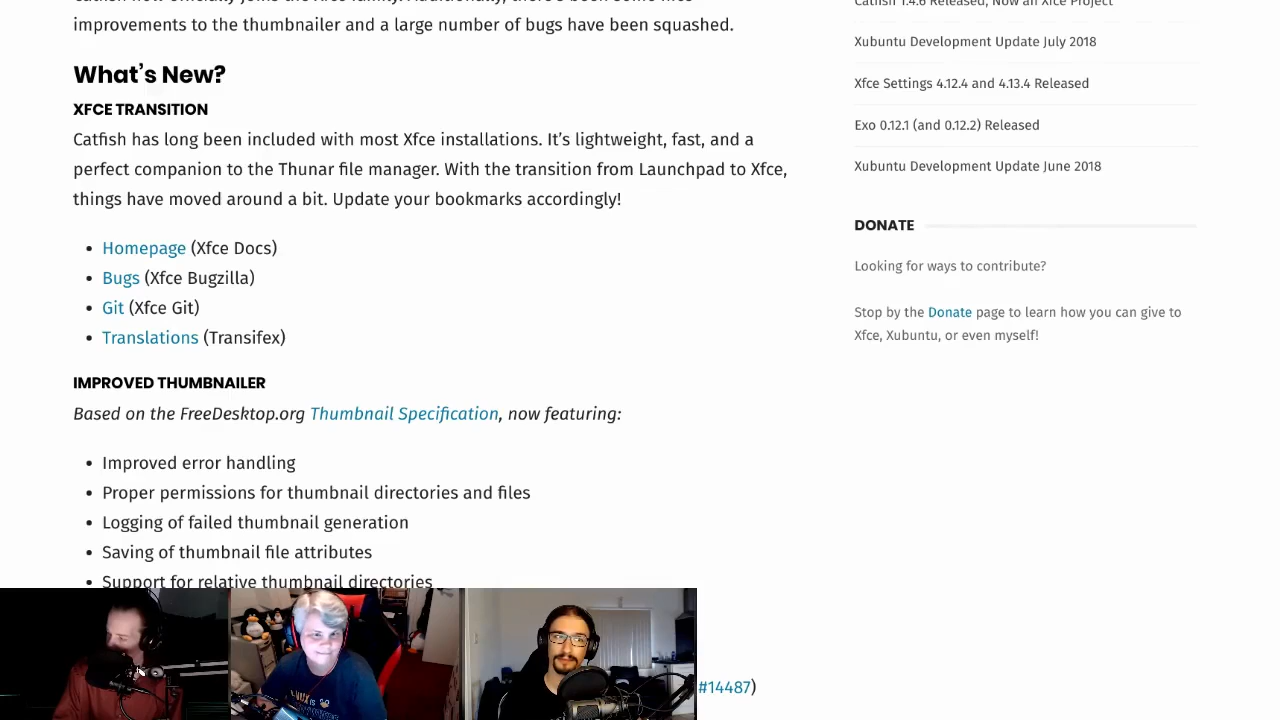 improvements to the thumbnailer and a large number of bugs have been squashed.
What's New?
XFCE TRANSITION
Catfish has long been included with most Xfce installations. It's lightweight, fast, and a
perfect companion to the Thunar file manager. With the transition from Launchpad to Xfce,
things have moved around a bit. Update your bookmarks accordingly!
• Homepage (Xfce Docs)
• Bugs (Xfce Bugzilla)
• Git (Xfce Git)
• Translations (Transifex)
IMPROVED THUMBNAILER
Based on the FreeDesktop.org Thumbnail Specification, now featuring:
• Improved error handling
• Proper permissions for thumbnail directories and files
• Logging of failed thumbnail generation
• Saving of thumbnail file attributes
• Support for relative thumbnail directories
#14487)
Catfish 1.4.6 Released, Now an Xfce Project
Xubuntu Development Update July 2018
Xfce Settings 4.12.4 and 4.13.4 Released
Exo 0.12.1 (and 0.12.2) Released
Xubuntu Development Update June 2018
DONATE
Looking for ways to contribute?
Stop by the Donate page to learn how you can give to
Xfce, Xubuntu, or even myself!